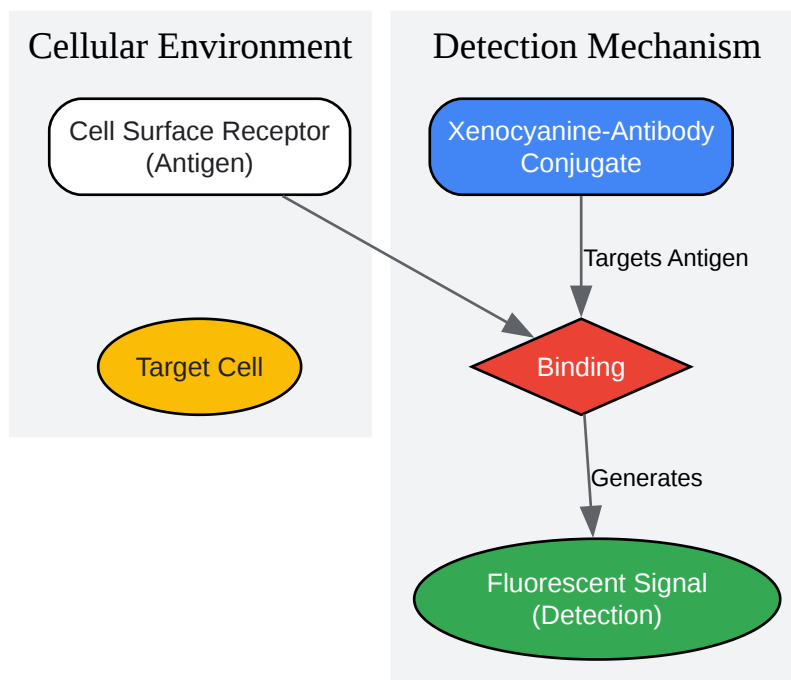 Cellular Environment
Detection Mechanism
Cell Surface Receptor
(Antigen)
Xenocyanine-Antibody
Conjugate
Targets Antigen
Target Cell
Binding
Generates
Fluorescent Signal
(Detection)